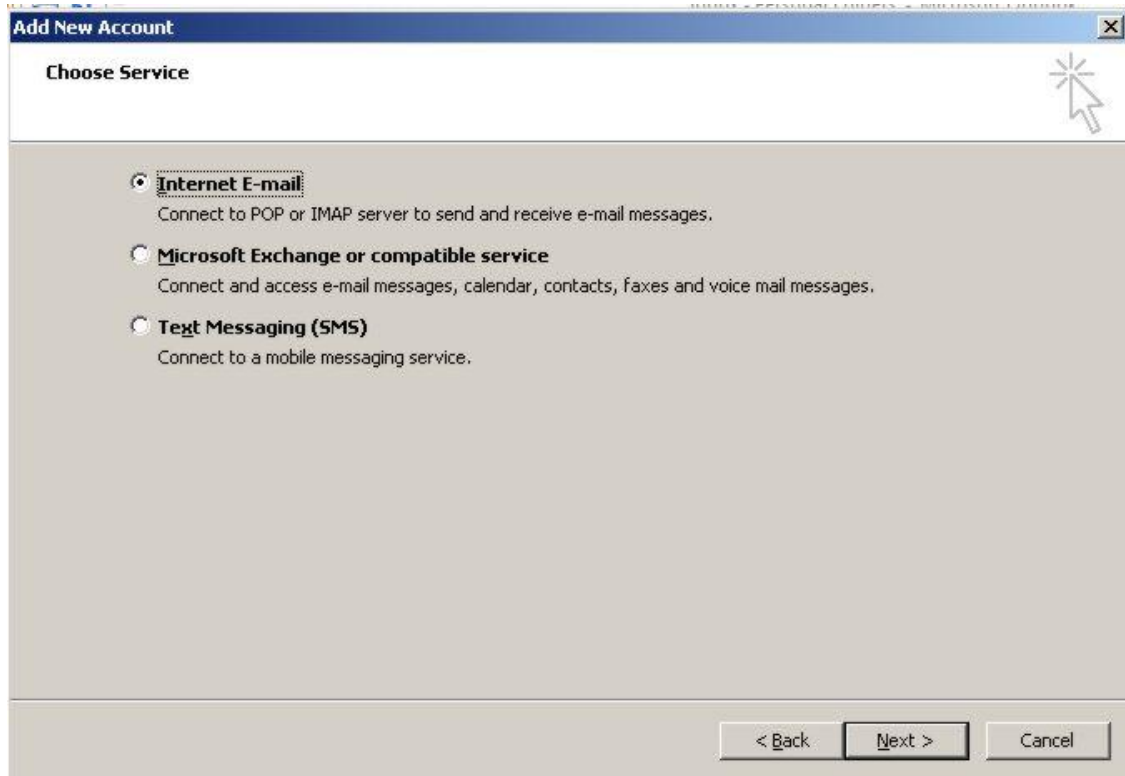 Add New Account
Choose Service
Internet E-mail
Connect to POP or IMAP server to send and receive e-mail messages.
Microsoft Exchange or compatible service
Connect and access e-mail messages, calendar, contacts, faxes and voice mail messages.
Text Messaging (SMS)
Connect to a mobile messaging service.
< Back
Next >
Cancel